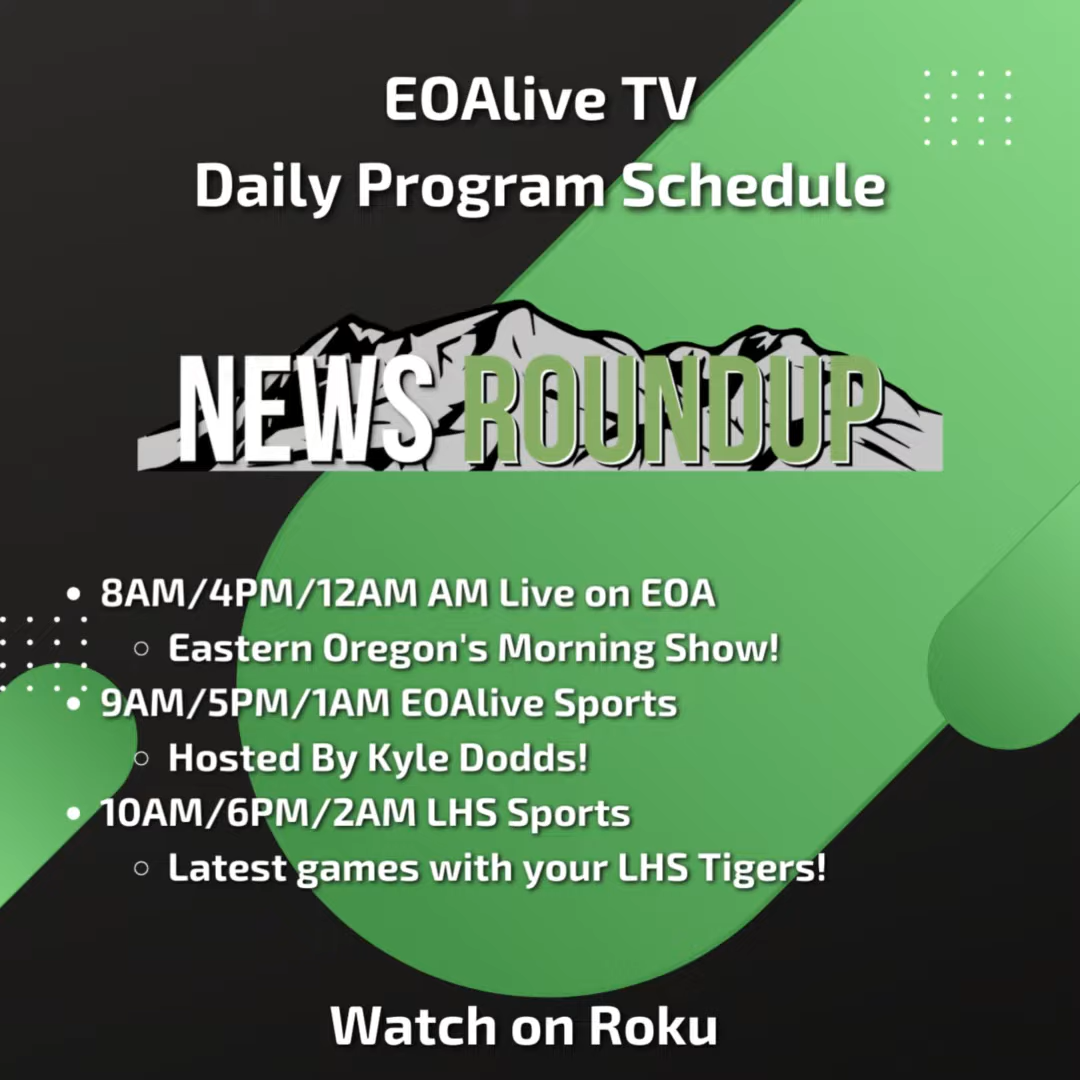 EOAlive TV
Daily Program Schedule
NEWS ROUNDUP
8AM/4PM/12AM AM Live on EOA
Eastern Oregon's Morning Show!
9AM/5PM/1AM EOAlive Sports
Hosted By Kyle Dodds!
10AM/6PM/2AM LHS Sports
Latest games with your LHS Tigers!
Watch on Roku